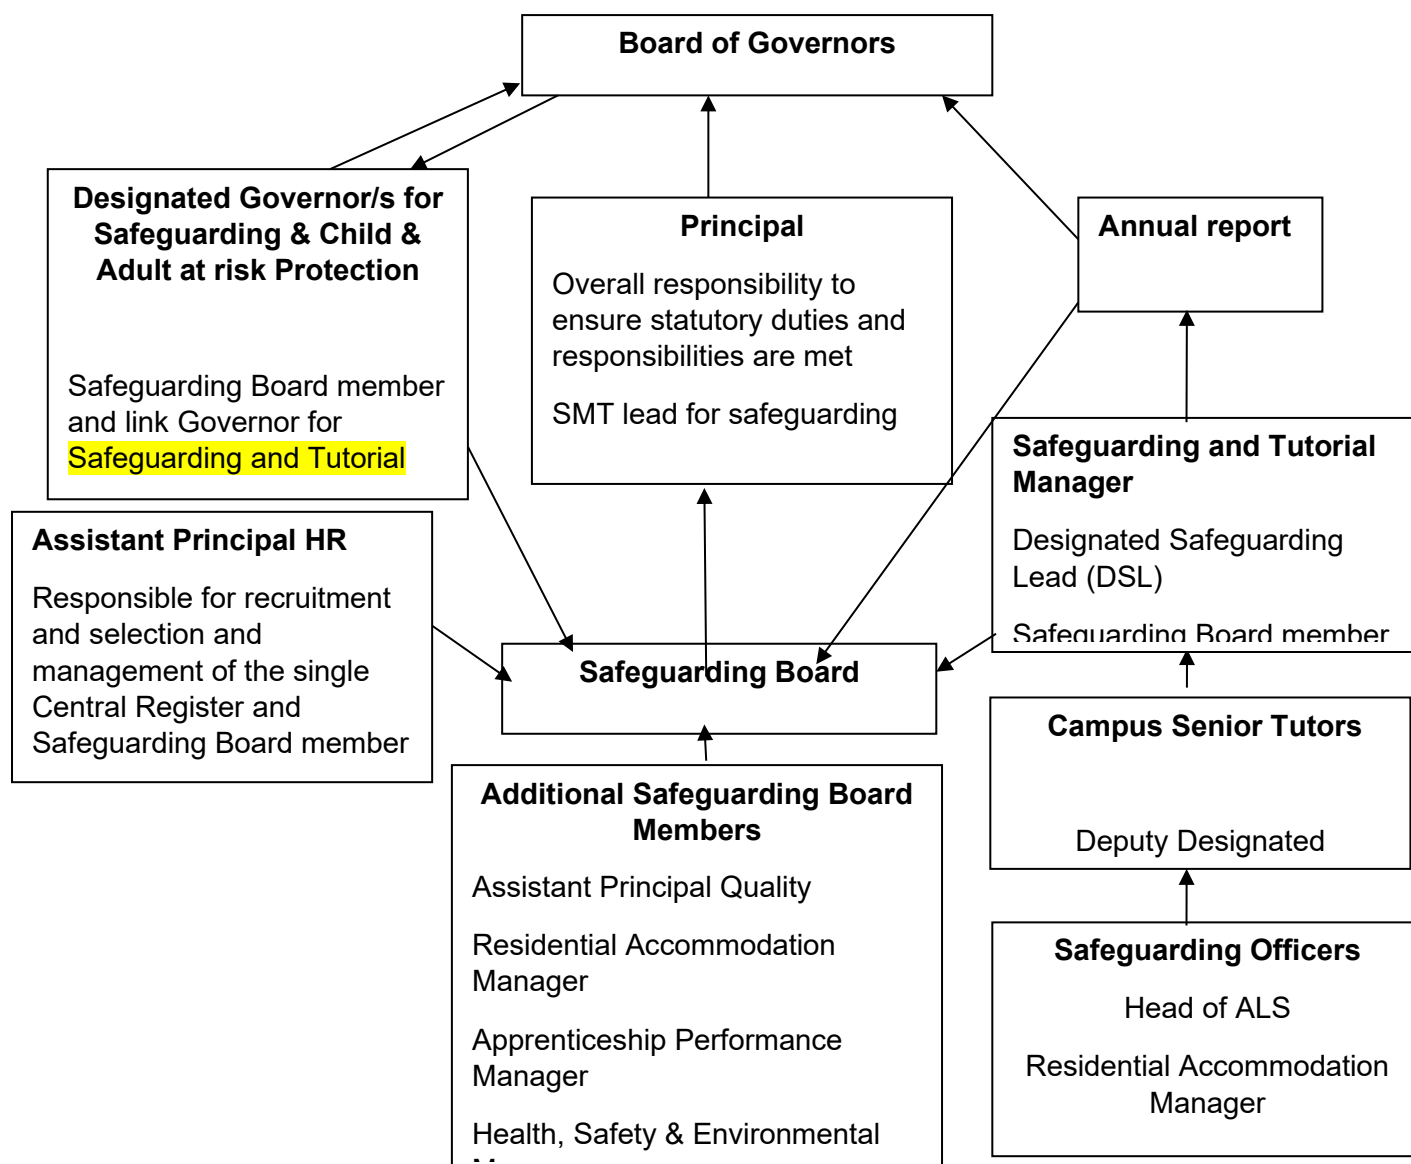 Board of Governors
Designated Governor/s for
Safeguarding & Child &
Adult at risk Protection
Safeguarding Board member
and link Governor for
Safeguarding and Tutorial
Principal
Overall responsibility to
ensure statutory duties and
responsibilities are met
SMT lead for safeguarding
Annual report
Safeguarding and Tutorial
Manager
Designated Safeguarding
Lead (DSL)
Safeguarding Board member
Assistant Principal HR
Responsible for recruitment
and selection and
management of the single
Central Register and
Safeguarding Board member
Safeguarding Board
Campus Senior Tutors
Deputy Designated
Additional Safeguarding Board
Members
Assistant Principal Quality
Residential Accommodation
Manager
Apprenticeship Performance
Manager
Health, Safety & Environmental
Safeguarding Officers
Head of ALS
Residential Accommodation
Manager